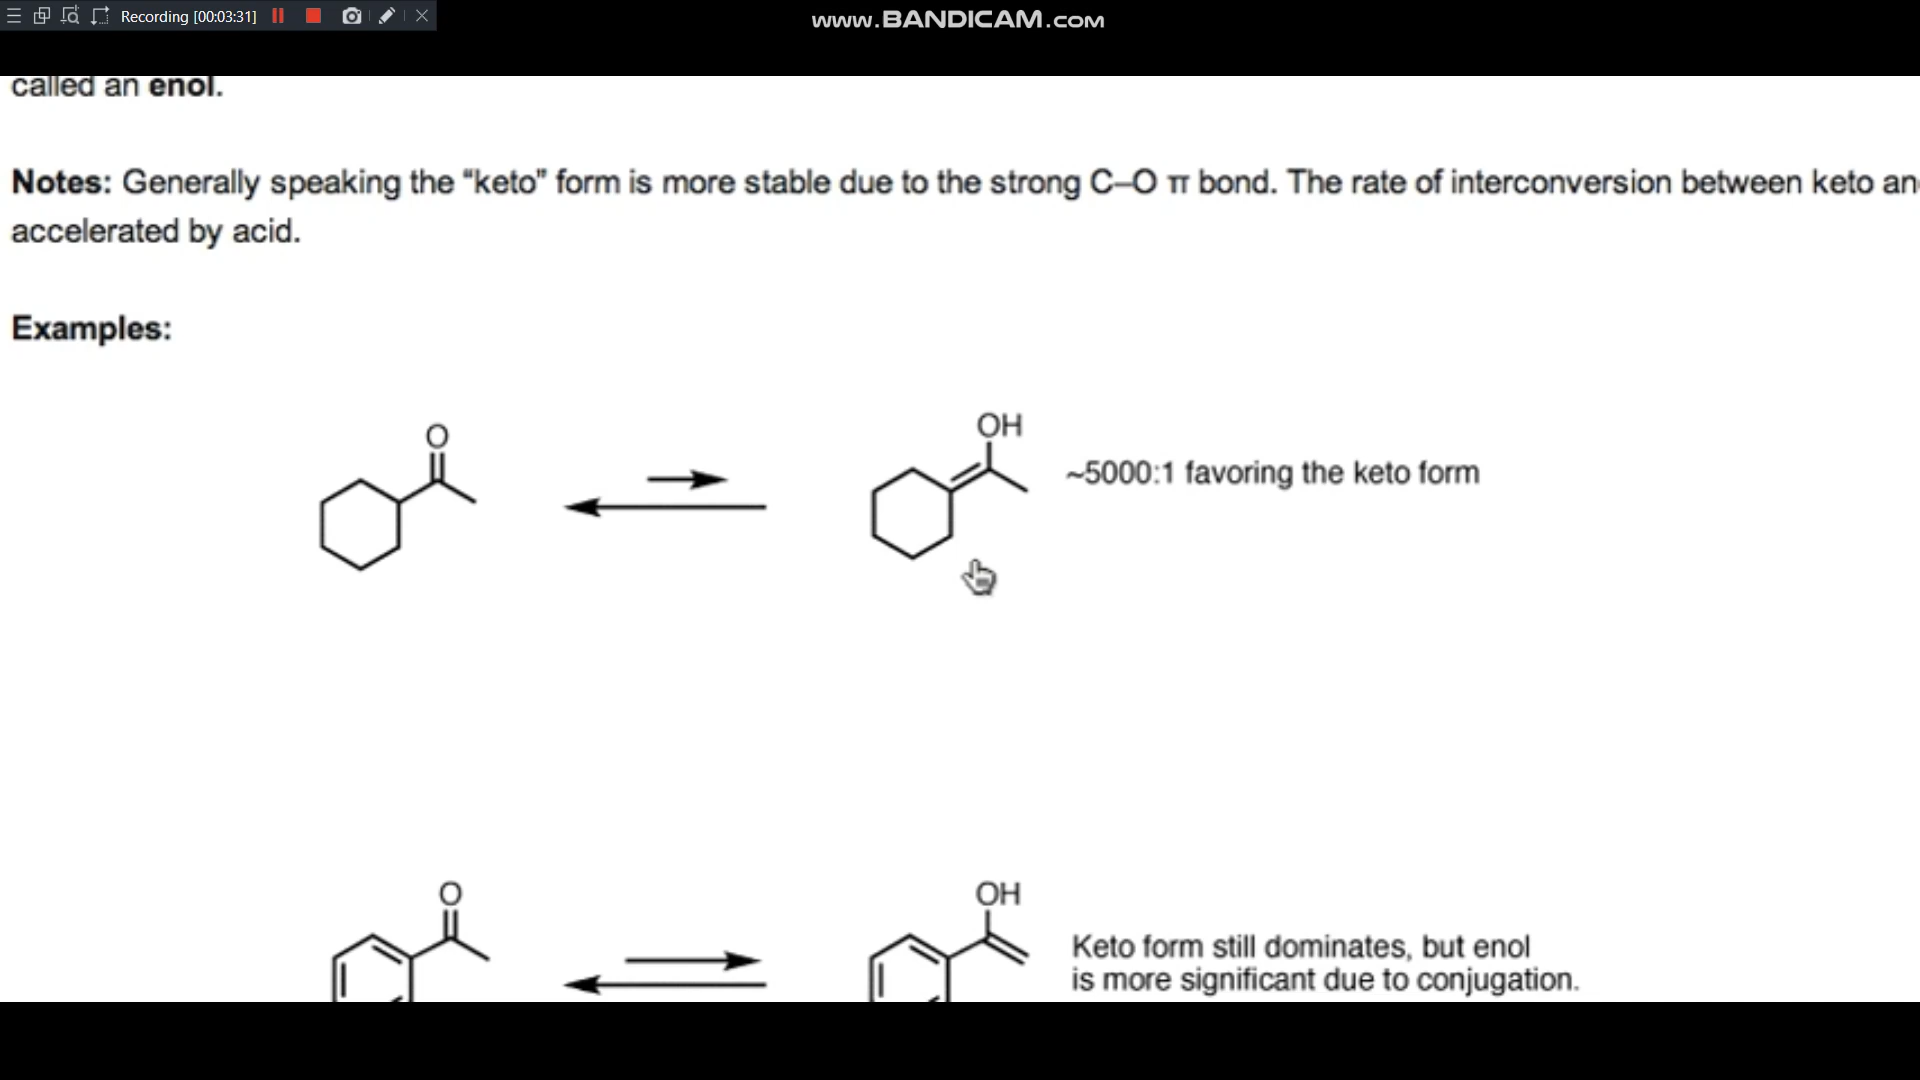 Recording [00:03:31]
www.BANDICAM.com
called an enol.
Notes: Generally speaking the “keto” form is more stable due to the strong C–O π bond. The rate of interconversion between keto an
accelerated by acid.
Examples:
O
OH
~5000:1 favoring the keto form
O
OH
Keto form still dominates, but enol
is more significant due to conjugation.